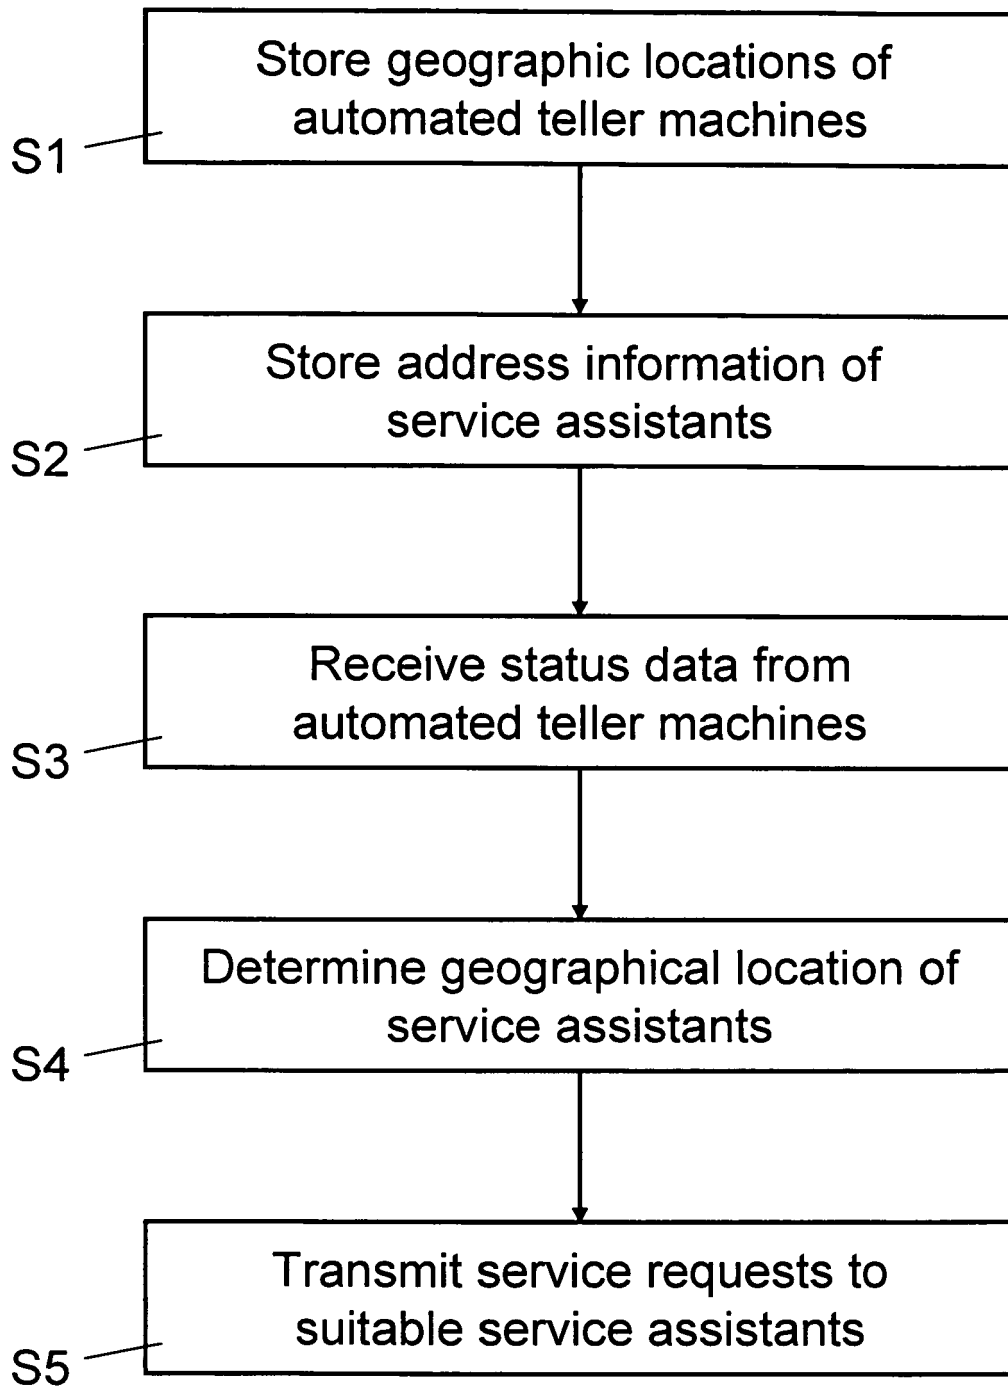 Store geographic locations of
automated teller machines
S1
Store address information of
service assistants
S2
Receive status data from
automated teller machines
S3
Determine geographical location of
service assistants
S4
Transmit service requests to
suitable service assistants
S5